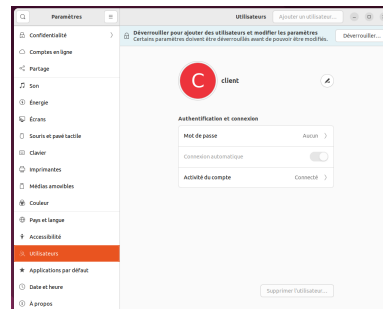 Paramètres
Utilisateurs
Ajouter un utilisateur...
Confidentialité
Comptes en ligne
Partage
Son
Énergie
Écrans
Souris et pavé tactile
Clavier
Imprimantes
Médias amovibles
Couleur
Pays et langue
Accessibilité
Utilisateurs
Applications par défaut
Date et heure
À propos
Déverrouiller pour ajouter des utilisateurs et modifier les paramètres
Certains paramètres doivent être déverrouillés avant de pouvoir être modifiés.
Déverrouiller...
C
client
Authentification et connexion
Mot de passe
Aucun
Connexion automatique
Activité du compte
Connecté
Supprimer l'utilisateur...